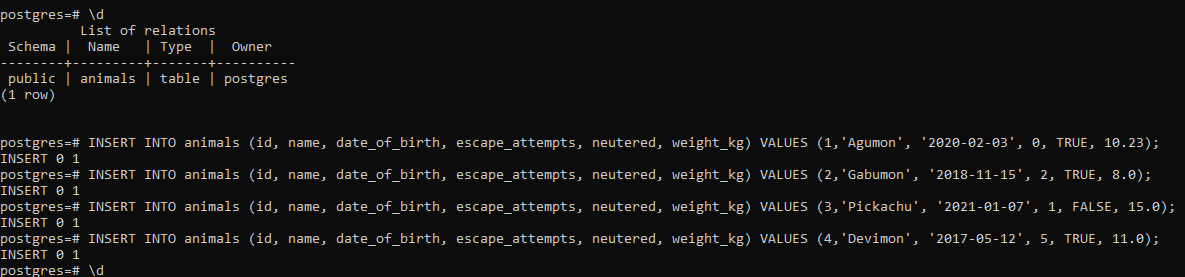 postgres=# \d
          List of relations
 Schema |  Name   | Type  |  Owner
--------+---------+-------+----------
 public | animals | table | postgres
(1 row)
postgres=# INSERT INTO animals (id, name, date_of_birth, escape_attempts, neutered, weight_kg) VALUES (1,'Agumon', '2020-02-03', 0, TRUE, 10.23);
INSERT 0 1
postgres=# INSERT INTO animals (id, name, date_of_birth, escape_attempts, neutered, weight_kg) VALUES (2,'Gabumon', '2018-11-15', 2, TRUE, 8.0);
INSERT 0 1
postgres=# INSERT INTO animals (id, name, date_of_birth, escape_attempts, neutered, weight_kg) VALUES (3,'Pickachu', '2021-01-07', 1, FALSE, 15.0);
INSERT 0 1
postgres=# INSERT INTO animals (id, name, date_of_birth, escape_attempts, neutered, weight_kg) VALUES (4,'Devimon', '2017-05-12', 5, TRUE, 11.0);
INSERT 0 1
postgres=# \d